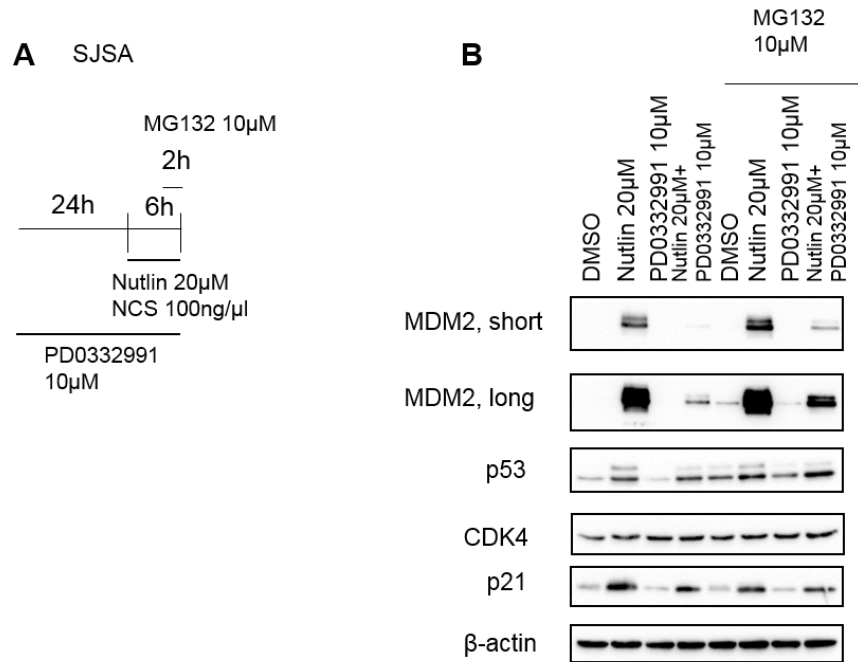 A SJSA
MG132 10µM
2h
24h 6h
Nutlin 20µM
NCS 100ng/µl
PD0332991
10µM
B
MG132
10µM
DMSO
Nutlin 20µM
PD0332991 10µM
Nutlin 20µM+
PD0332991 10µM
DMSO
Nutlin 20µM
PD0332991 10µM
Nutlin 20µM+
PD0332991 10µM
MDM2, short
MDM2, long
p53
CDK4
p21
β-actin